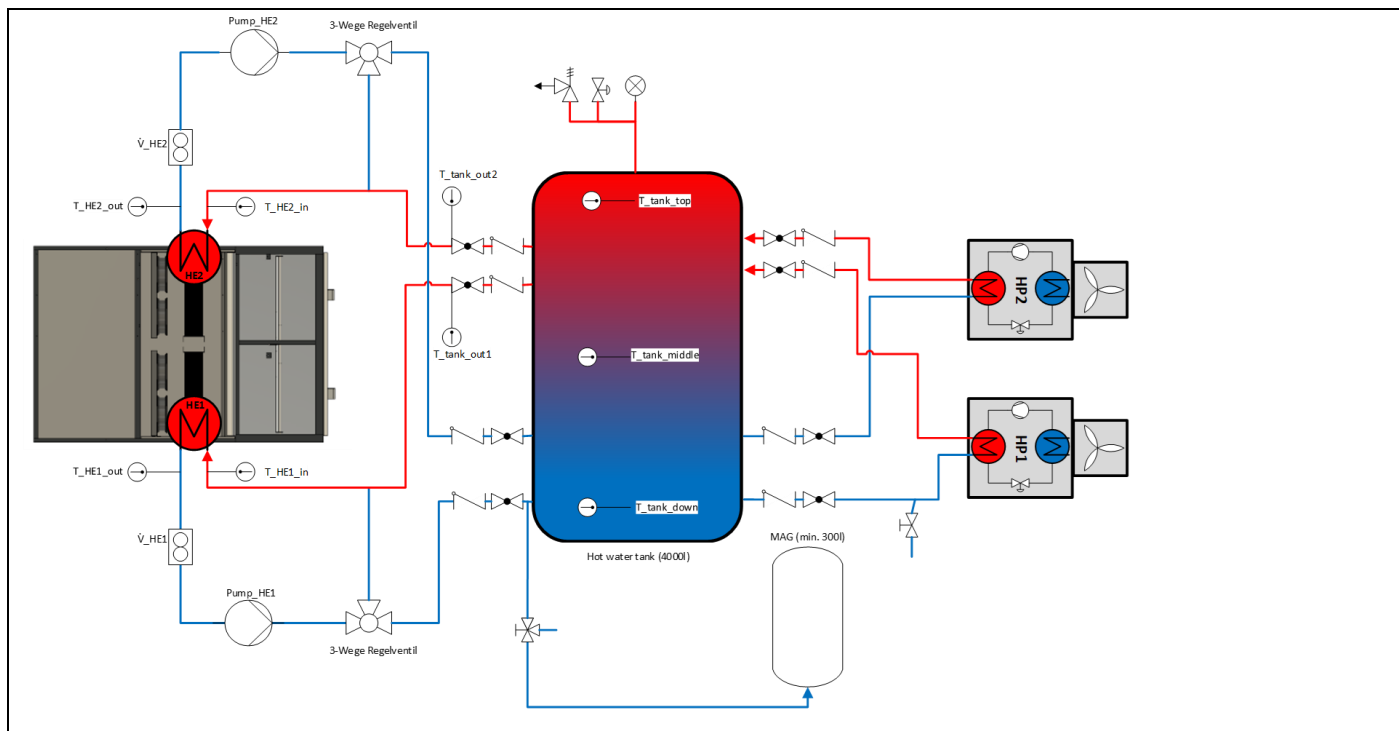 Pump_HE2
3-Wege Regelventil
V̇_HE2
T_tank_out2
T_tank_top
T_HE2_out
T_HE2_in
HE2
HP2
T_tank_out1
T_tank_middle
HE1
HP1
T_HE1_out
T_HE1_in
T_tank_down
V̇_HE1
Hot water tank (4000l)
MAG (min. 300l)
Pump_HE1
3-Wege Regelventil